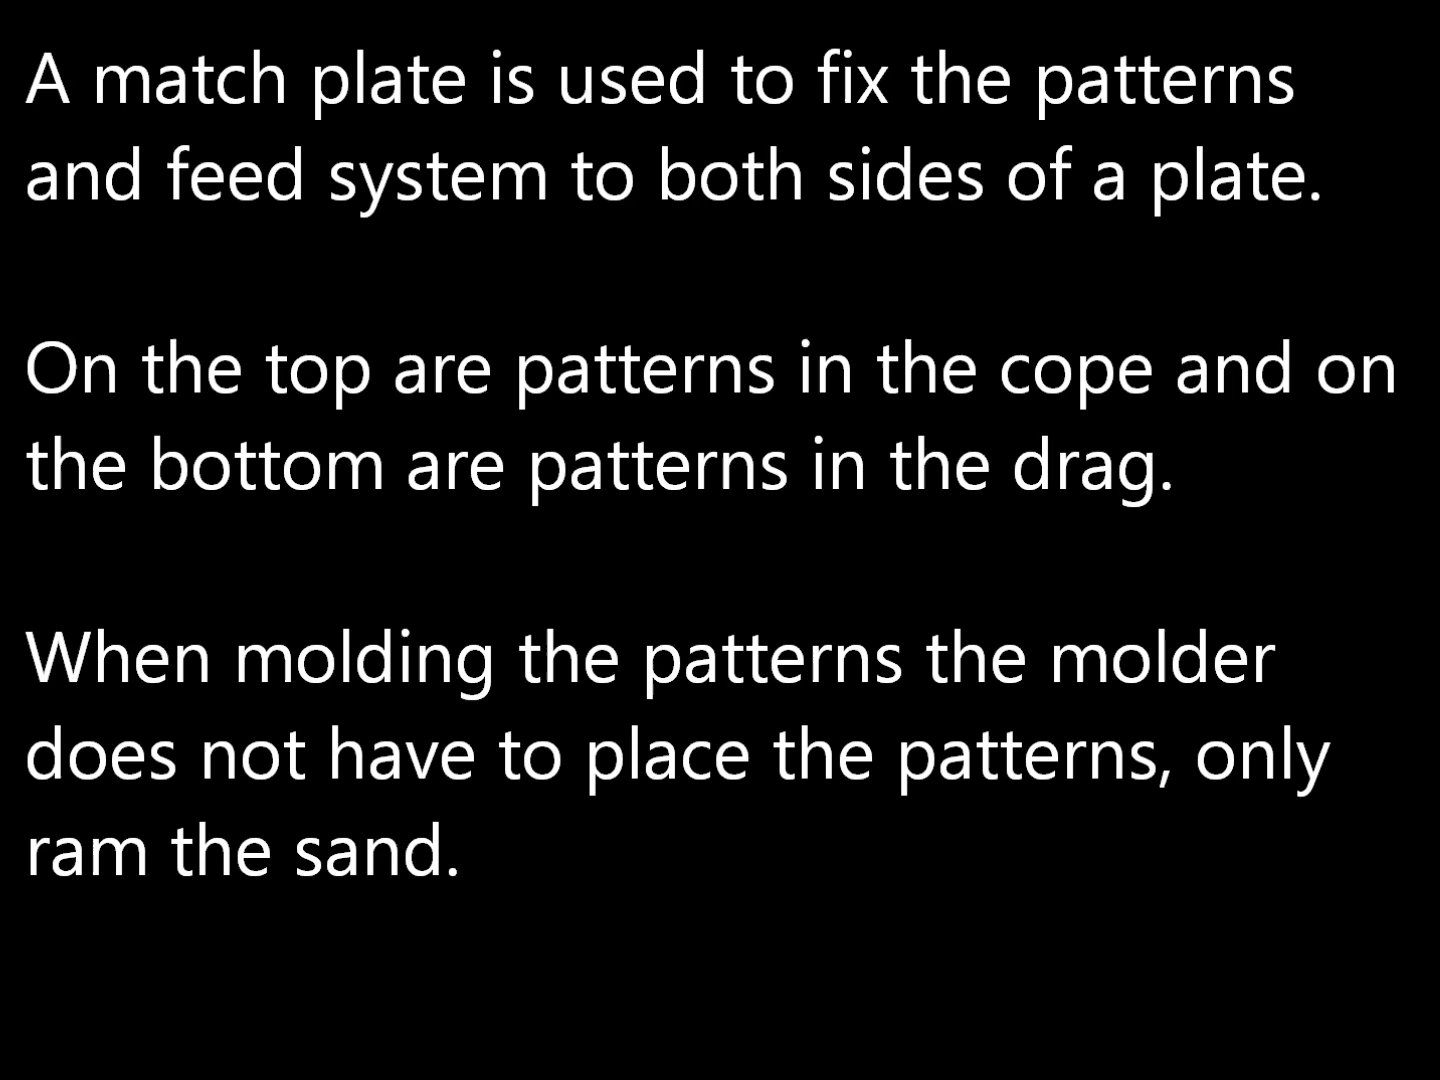 A match plate is used to fix the patterns
and feed system to both sides of a plate.
On the top are patterns in the cope and on
the bottom are patterns in the drag.
When molding the patterns the molder
does not have to place the patterns, only
ram the sand.